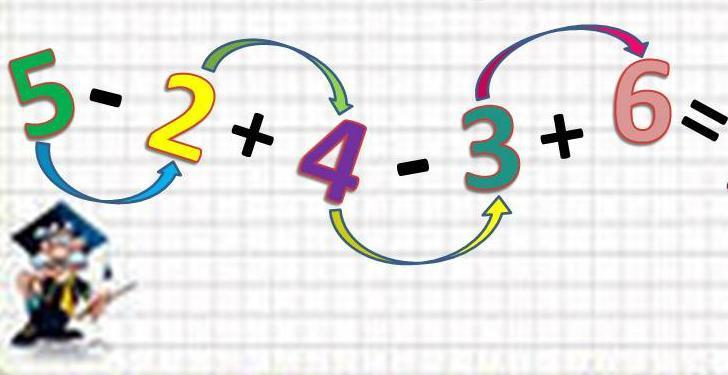 5 - 2 + 4 - 3 + 6 =